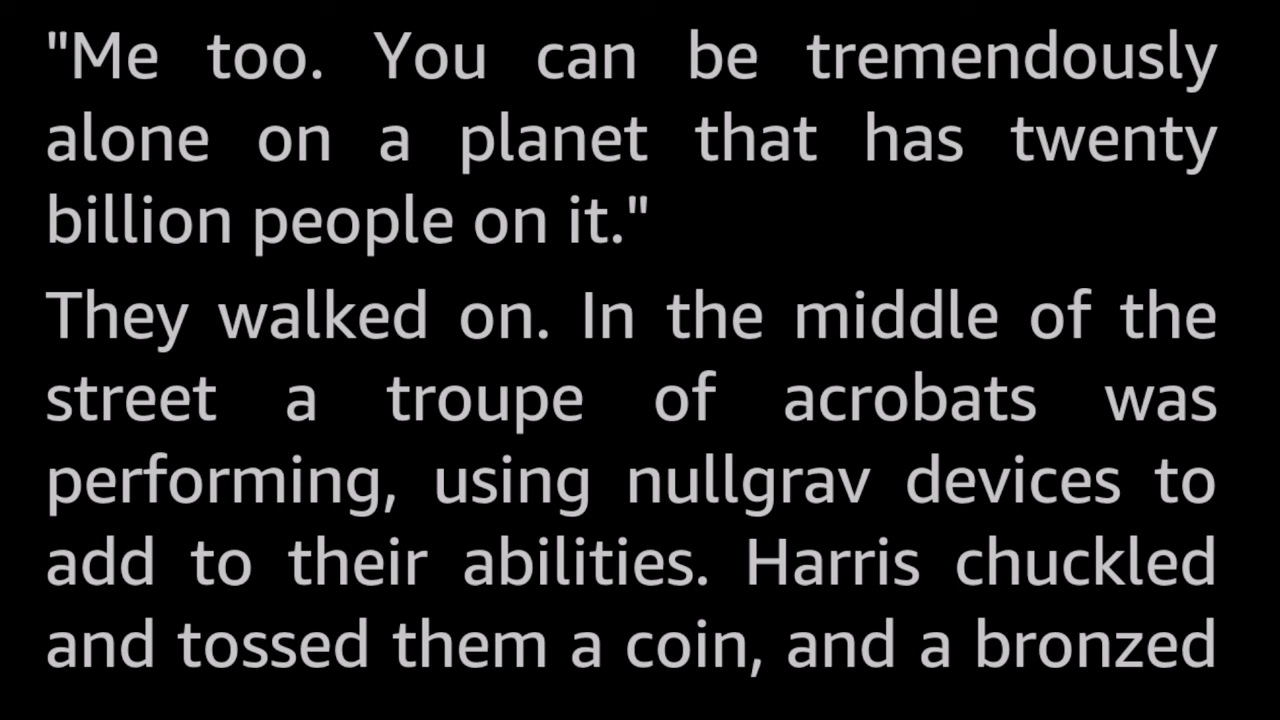 "Me too. You can be tremendously
alone on a planet that has twenty
billion people on it."
They walked on. In the middle of the
street a troupe of acrobats was
performing, using nullgrav devices to
add to their abilities. Harris chuckled
and tossed them a coin, and a bronzed